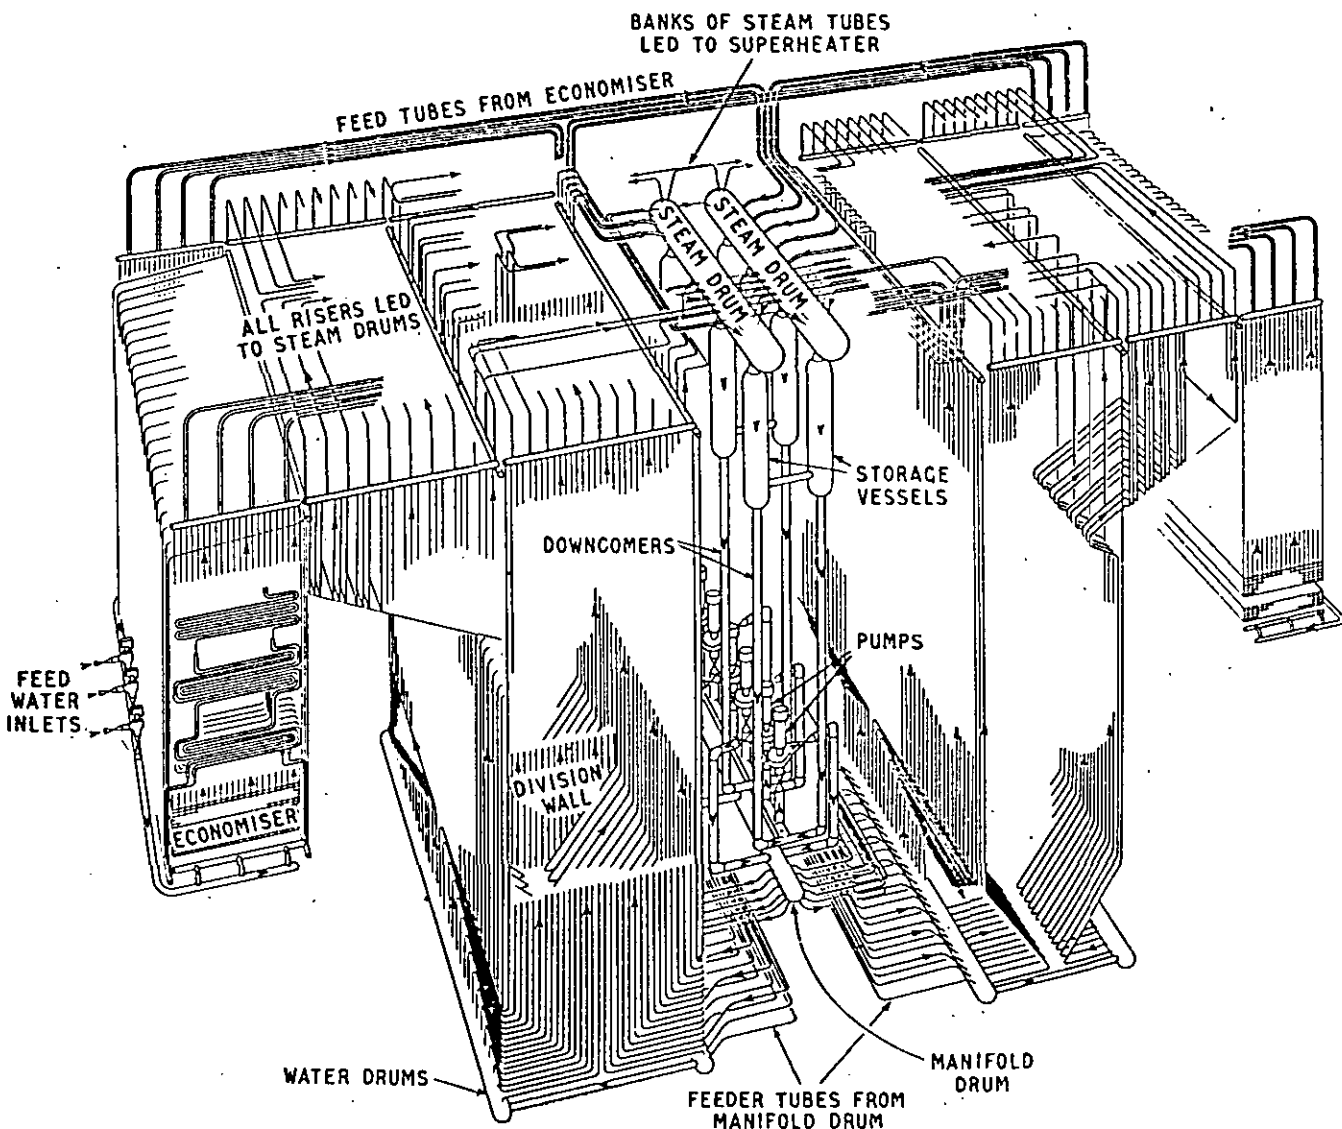 BANKS OF STEAM TUBES
LED TO SUPERHEATER
FEED TUBES FROM ECONOMISER
STEAM DRUM
STEAM DRUM
ALL RISERS LED
TO STEAM DRUMS
STORAGE
VESSELS
DOWNCOMERS
PUMPS
FEED
WATER
INLETS
DIVISION
WALL
ECONOMISER
WATER DRUMS
MANIFOLD
DRUM
FEEDER TUBES FROM
MANIFOLD DRUM